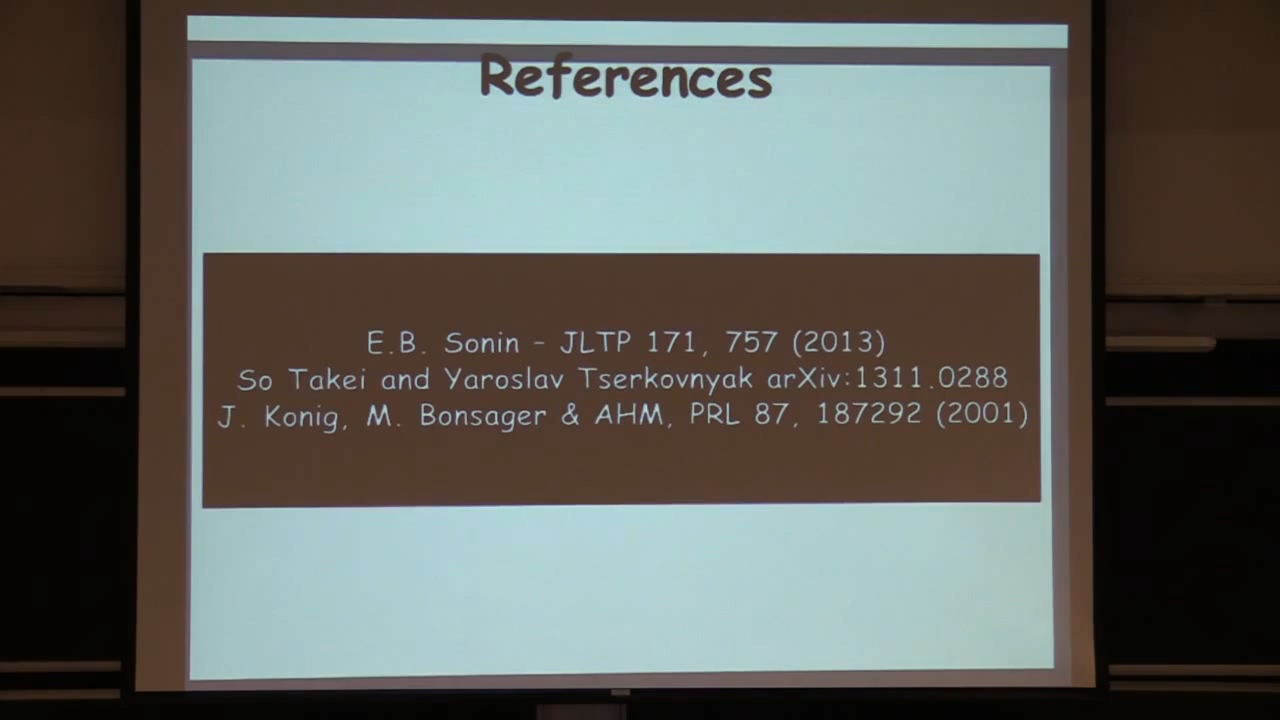 References
E.B. Sonin - JLTP 171, 757 (2013)
So Takei and Yaroslav Tserkovnyak arXiv:1311.0288
J. Konig, M. Bonsager & AHM, PRL 87, 187292 (2001)